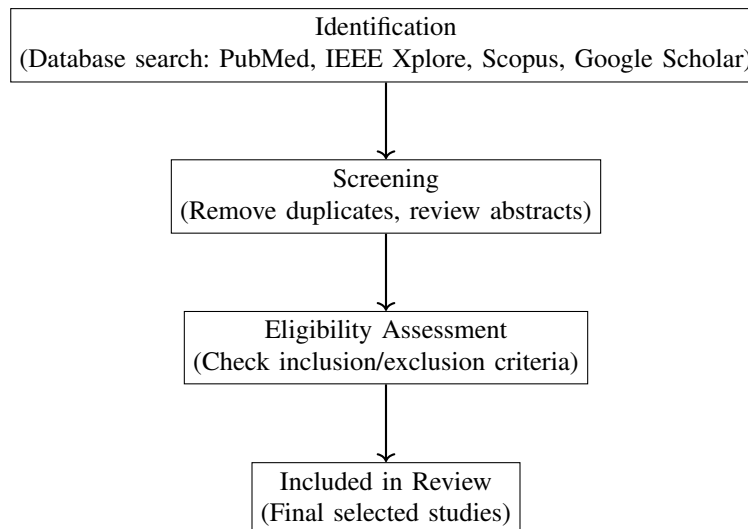 Identification
(Database search: PubMed, IEEE Xplore, Scopus, Google Scholar)
Screening
(Remove duplicates, review abstracts)
Eligibility Assessment
(Check inclusion/exclusion criteria)
Included in Review
(Final selected studies)